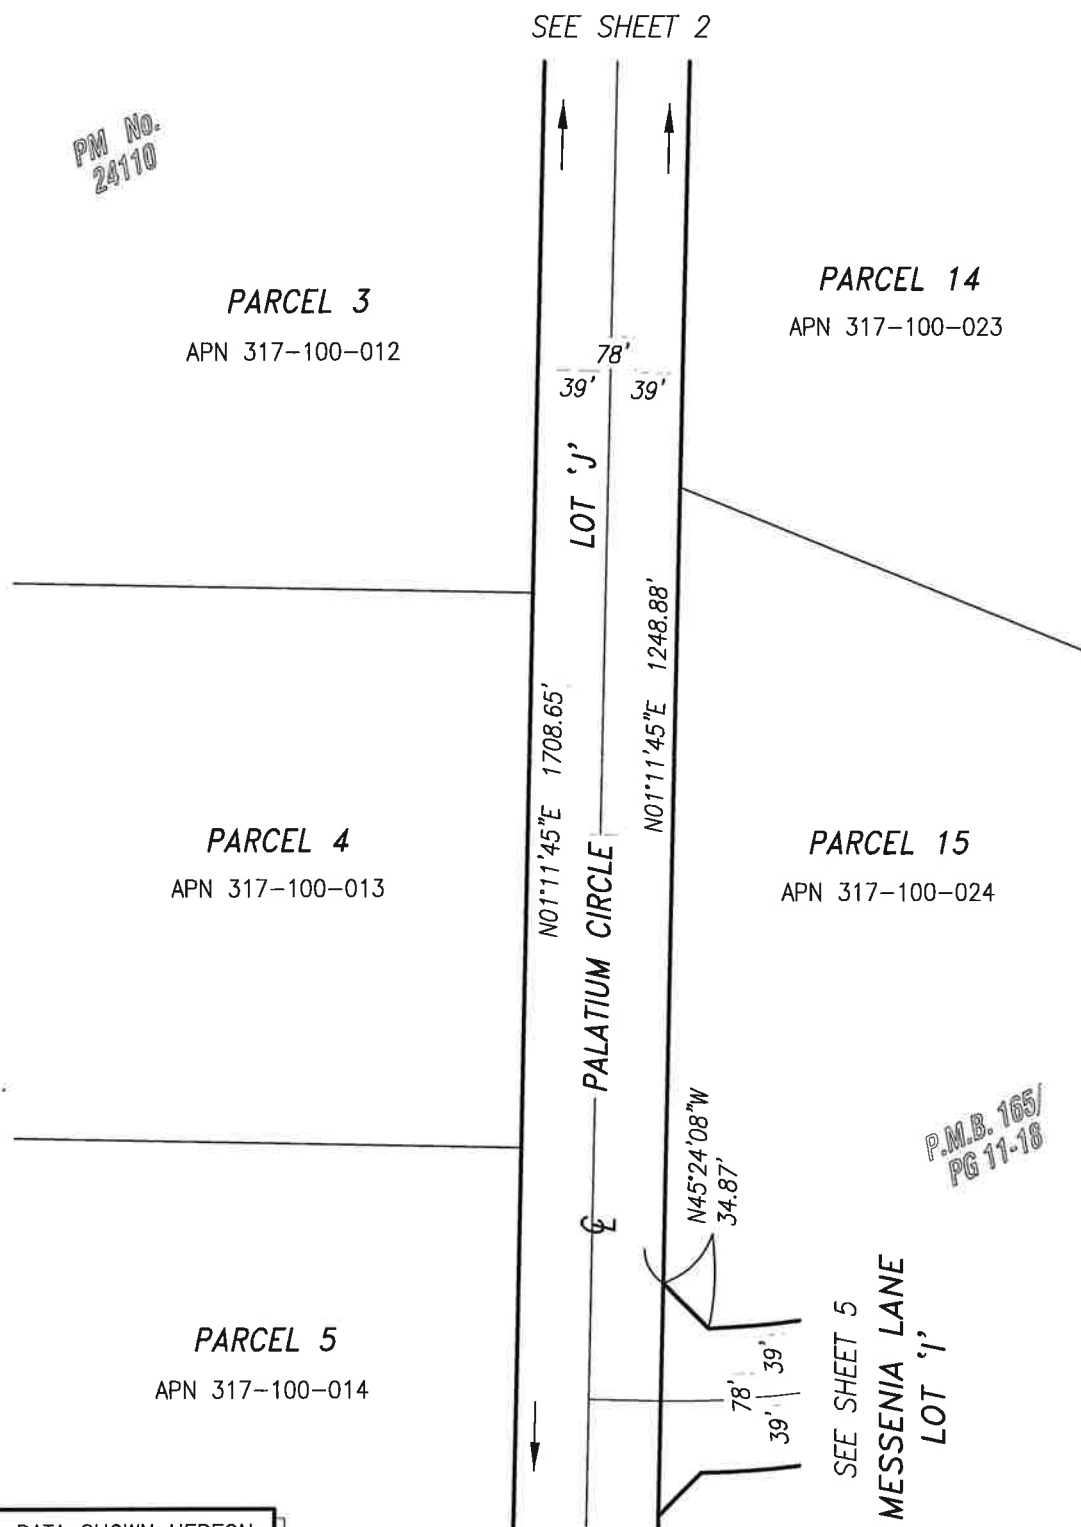 SEE SHEET 2
PM No.
24110
PARCEL 3
APN 317-100-012
PARCEL 14
APN 317-100-023
78'
39' 39'
LOT 'J'
N01°11'45"E 1708.65'
N01°11'45"E 1248.88'
PARCEL 4
APN 317-100-013
PARCEL 15
APN 317-100-024
PALATIUM CIRCLE
℄
N45°24'08"W
34.87'
P.M.B. 165/
PG 11-18
PARCEL 5
APN 317-100-014
39'
78'
39'
SEE SHEET 5
MESSENIA LANE
LOT 'I'
DATA SHOWN HEREON